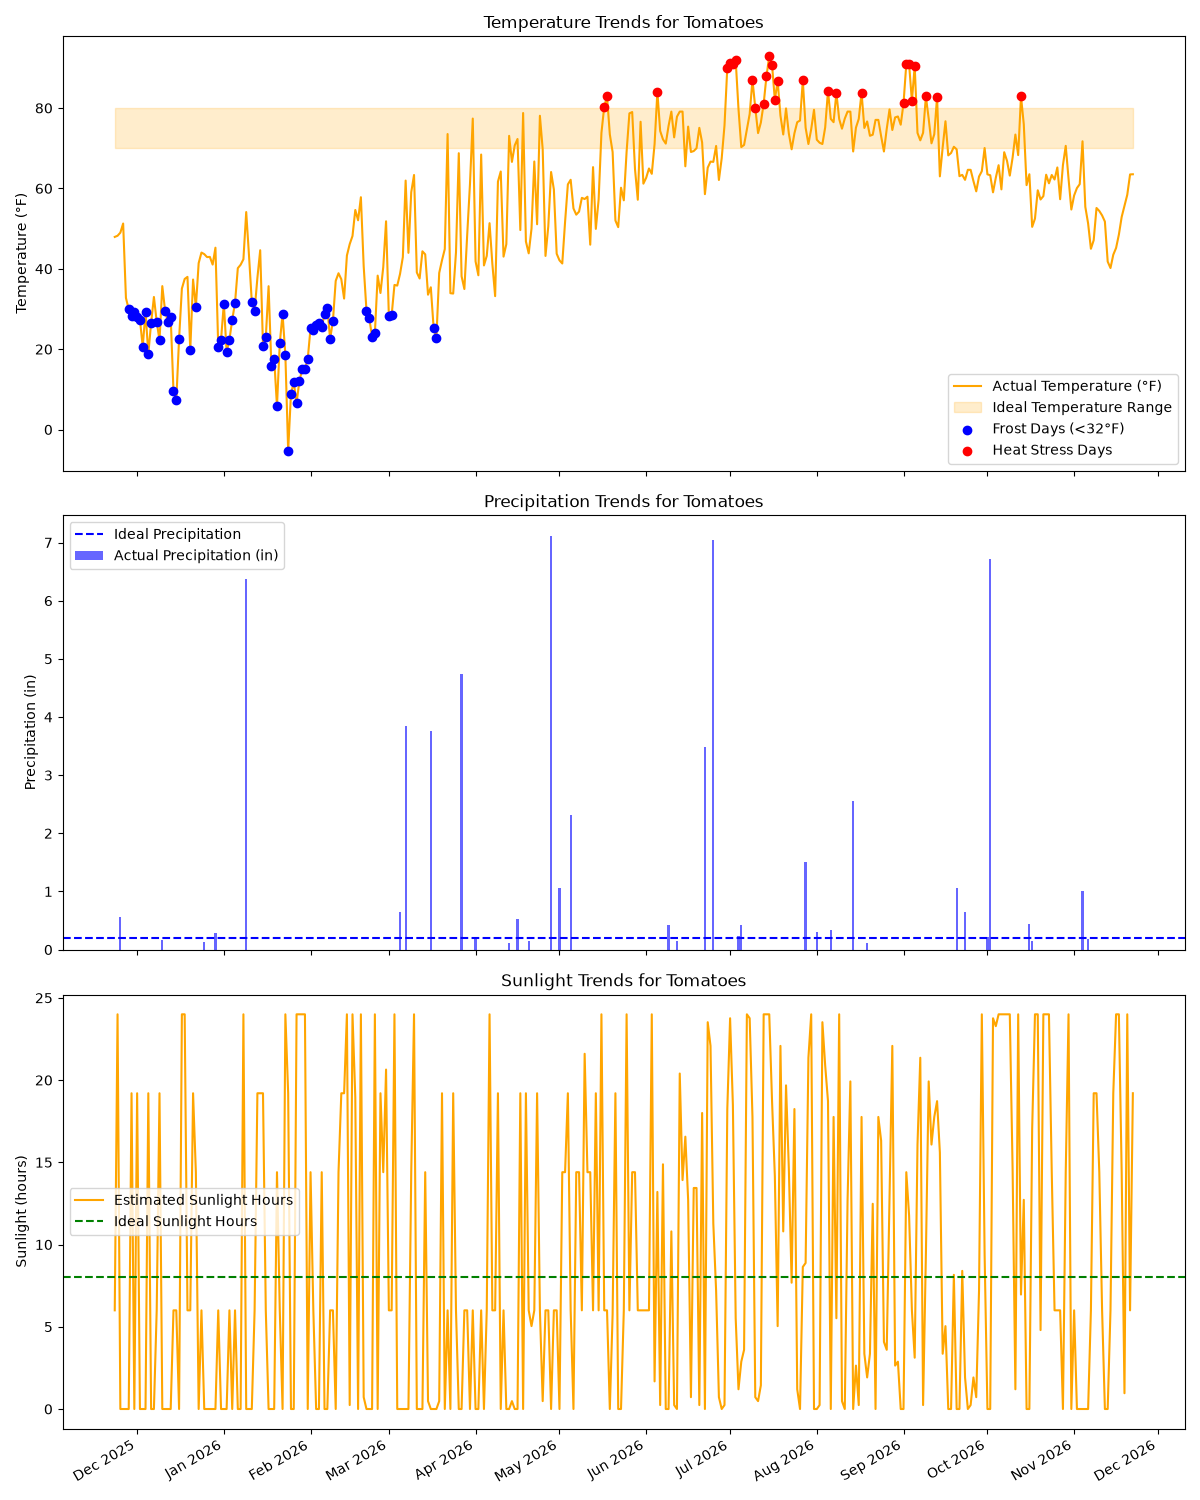 Temperature Trends for Tomatoes
Temperature (°F)
80
60
40
20
0
Actual Temperature (°F)
Ideal Temperature Range
Frost Days (<32°F)
Heat Stress Days
Precipitation Trends for Tomatoes
Precipitation (in)
7
6
5
4
3
2
1
0
Ideal Precipitation
Actual Precipitation (in)
Sunlight Trends for Tomatoes
Sunlight (hours)
25
20
15
10
5
0
Estimated Sunlight Hours
Ideal Sunlight Hours
Dec 2025
Jan 2026
Feb 2026
Mar 2026
Apr 2026
May 2026
Jun 2026
Jul 2026
Aug 2026
Sep 2026
Oct 2026
Nov 2026
Dec 2026